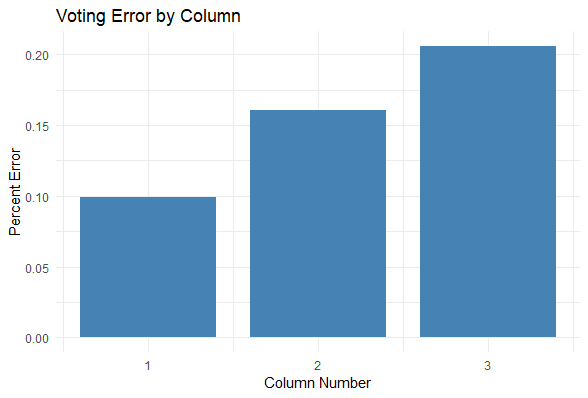 Voting Error by Column
Percent Error
0.20
0.15
0.10
0.05
0.00
1 2 3
Column Number